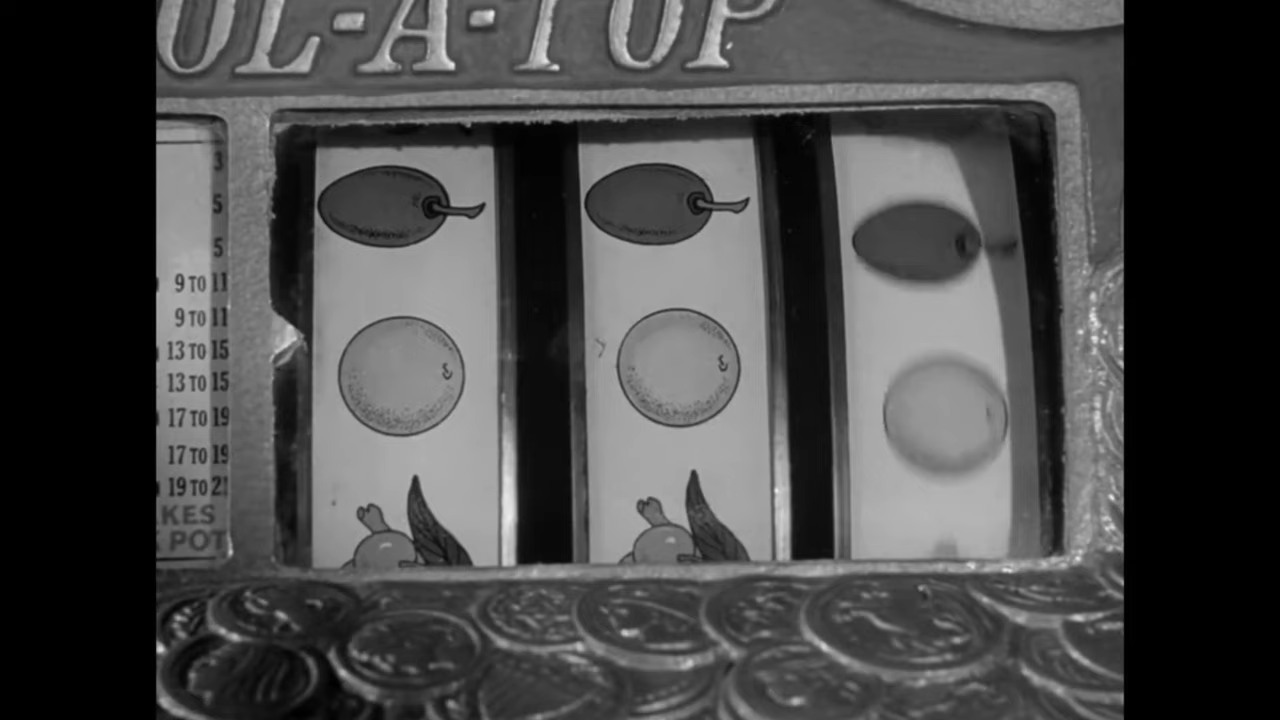 OL-A-TOP
3
5
5
9 TO 11
9 TO 11
13 TO 15
13 TO 15
17 TO 19
17 TO 19
19 TO 21
KES
POT